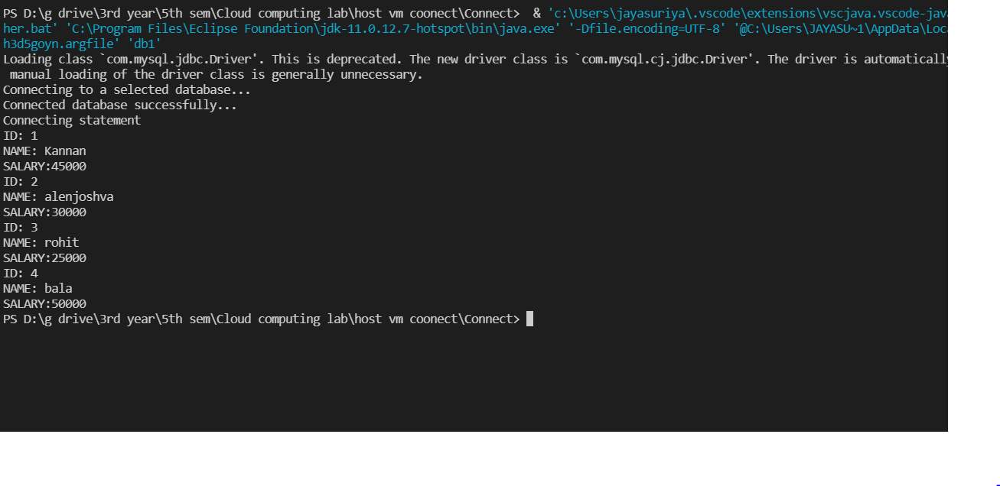 PS D:\g drive\3rd year\5th sem\Cloud computing lab\host vm coonect\Connect>  & 'c:\Users\jayasuriya\.vscode\extensions\vscjava.vscode-jav
her.bat' 'C:\Program Files\Eclipse Foundation\jdk-11.0.12.7-hotspot\bin\java.exe' '-Dfile.encoding=UTF-8' '@C:\Users\JAYASU~1\AppData\Loc
h3d5goyn.argfile' 'db1'
Loading class `com.mysql.jdbc.Driver'. This is deprecated. The new driver class is `com.mysql.cj.jdbc.Driver'. The driver is automatically
 manual loading of the driver class is generally unnecessary.
Connecting to a selected database...
Connected database successfully...
Connecting statement
ID: 1
NAME: Kannan
SALARY:45000
ID: 2
NAME: alenjoshva
SALARY:30000
ID: 3
NAME: rohit
SALARY:25000
ID: 4
NAME: bala
SALARY:50000
PS D:\g drive\3rd year\5th sem\Cloud computing lab\host vm coonect\Connect>